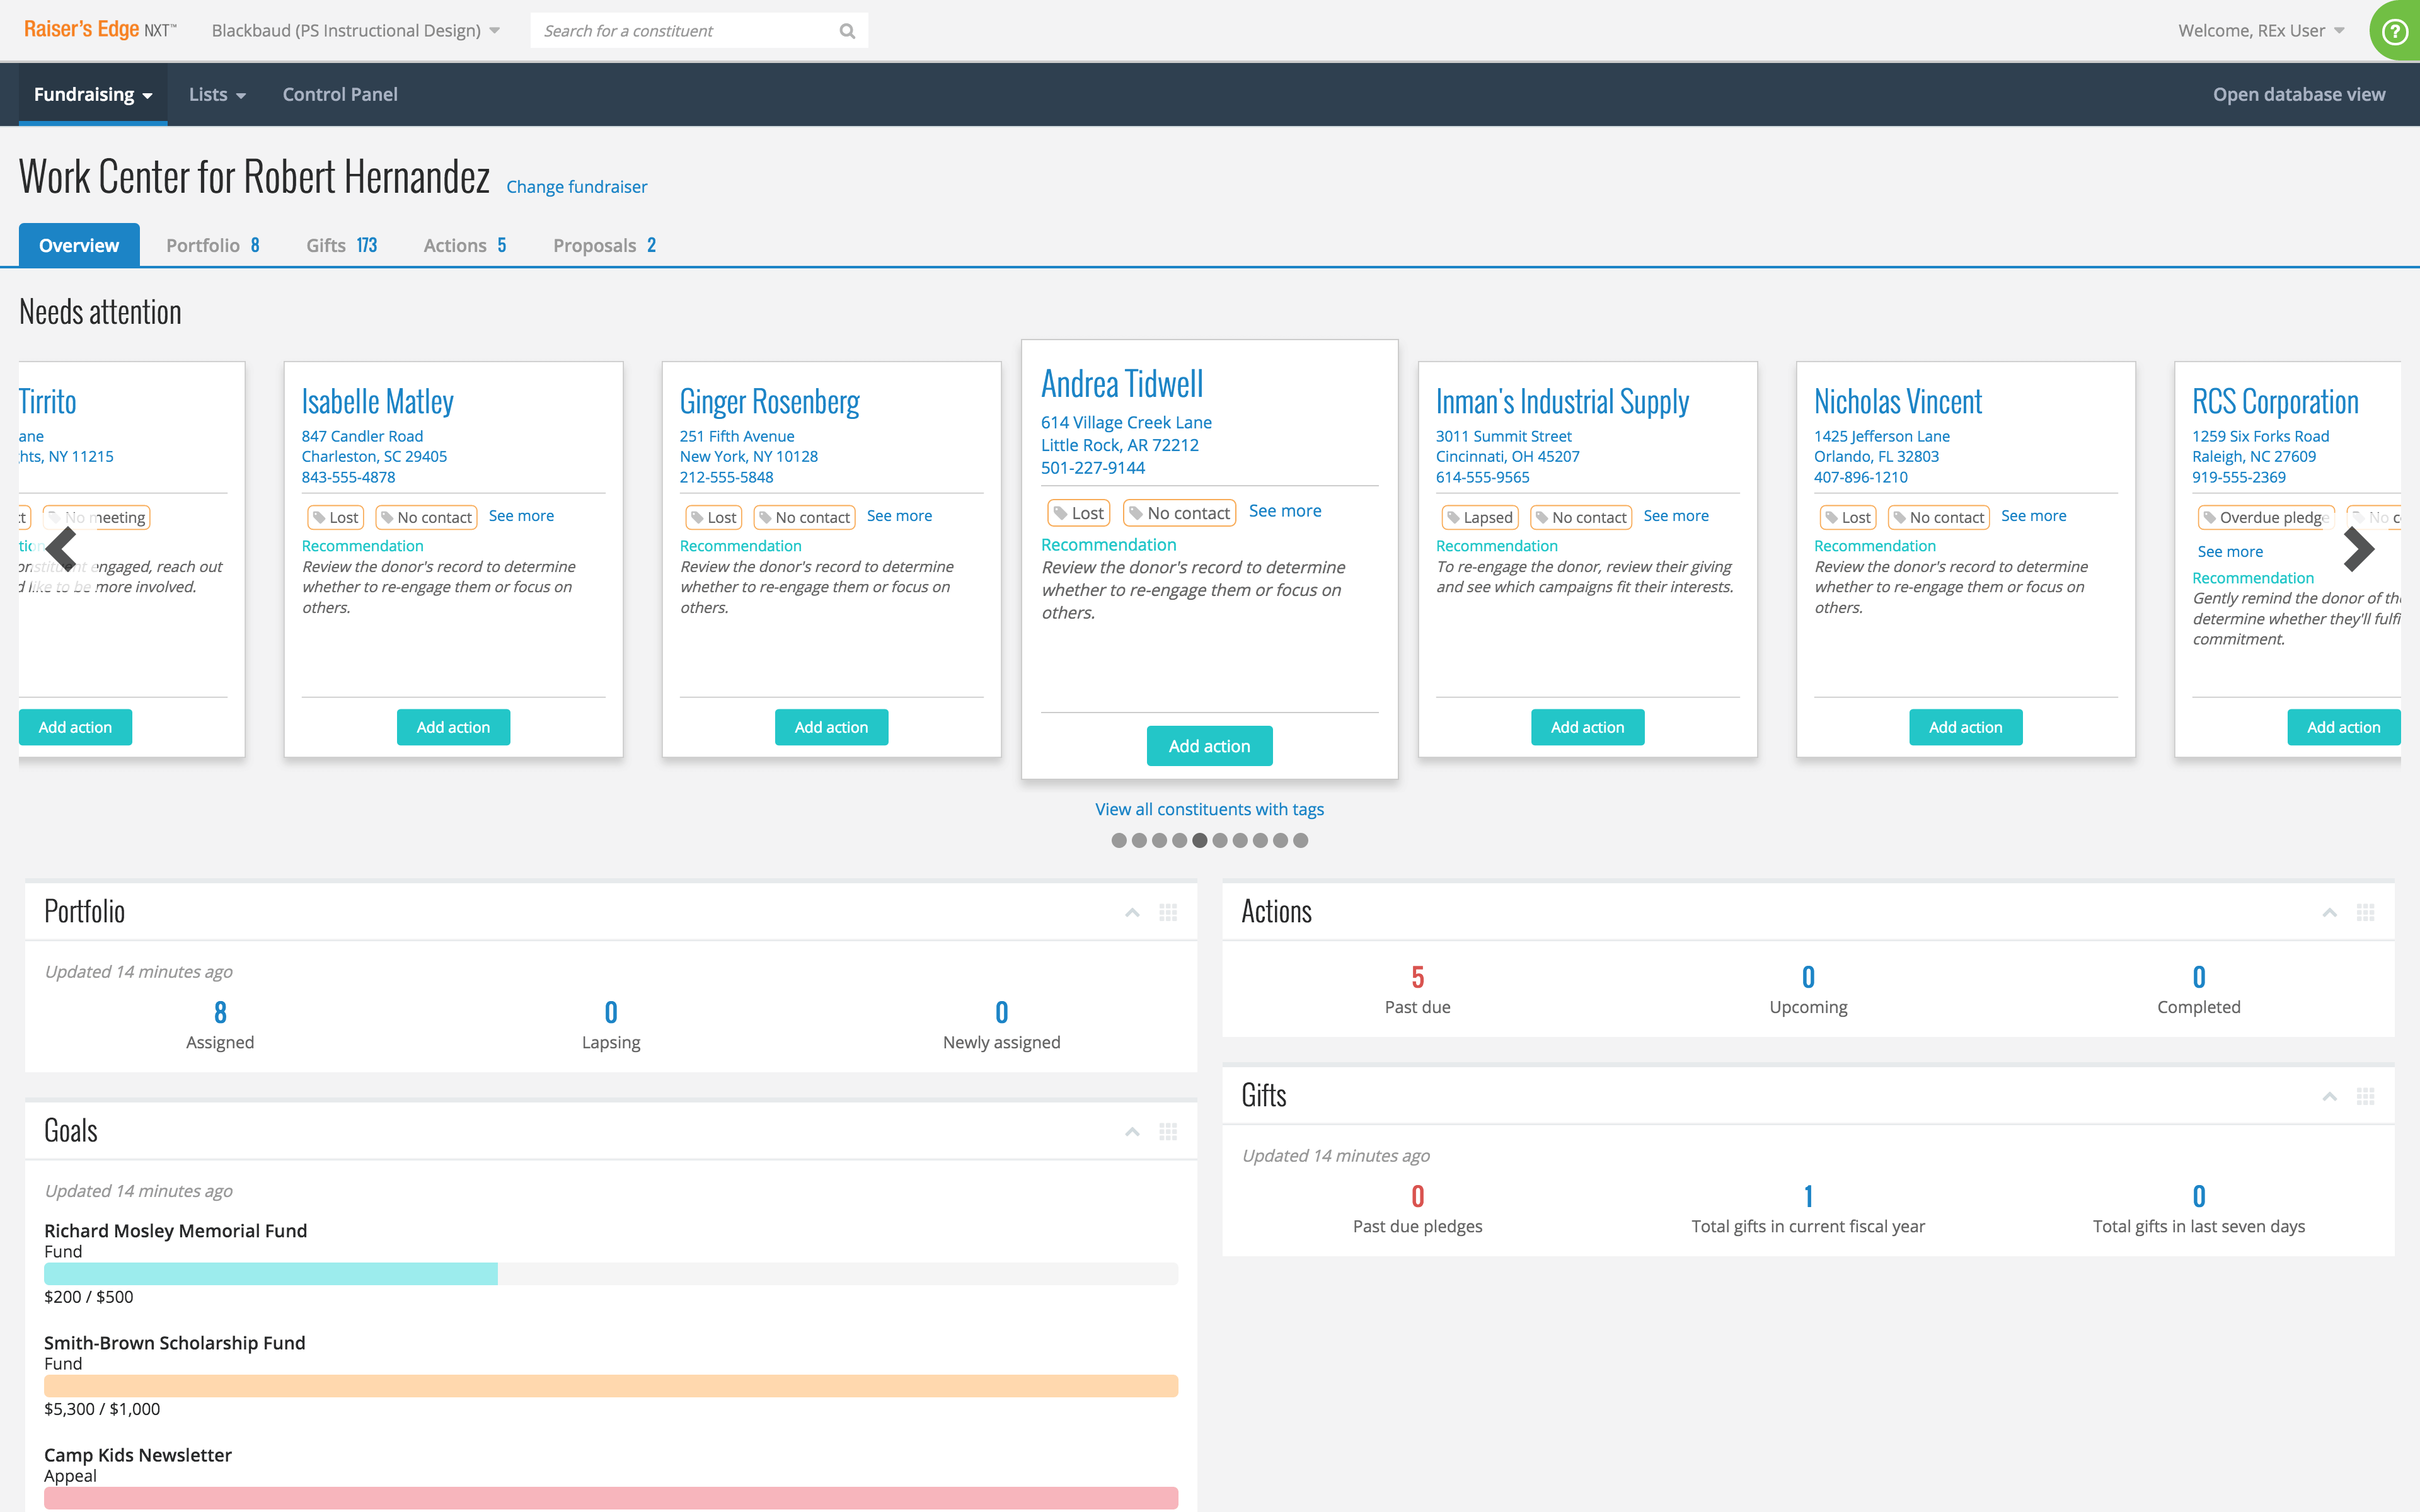 Raiser's Edge NXT™
Blackbaud (PS Instructional Design)
Search for a constituent
Welcome, REx User
?
Fundraising
Lists
Control Panel
Open database view
Work Center for Robert Hernandez
Change fundraiser
Overview
Portfolio 8
Gifts 173
Actions 5
Proposals 2
Needs attention
Tirrito
ane
hts, NY 11215
No meeting
engaged, reach out
d like to be more involved.
Add action
Isabelle Matley
847 Candler Road
Charleston, SC 29405
843-555-4878
Lost No contact See more
Recommendation
Review the donor's record to determine
whether to re-engage them or focus on
others.
Add action
Ginger Rosenberg
251 Fifth Avenue
New York, NY 10128
212-555-5848
Lost No contact See more
Recommendation
Review the donor's record to determine
whether to re-engage them or focus on
others.
Add action
Andrea Tidwell
614 Village Creek Lane
Little Rock, AR 72212
501-227-9144
Lost No contact See more
Recommendation
Review the donor's record to determine
whether to re-engage them or focus on
others.
Add action
Inman's Industrial Supply
3011 Summit Street
Cincinnati, OH 45207
614-555-9565
Lapsed No contact See more
Recommendation
To re-engage the donor, review their giving
and see which campaigns fit their interests.
Add action
Nicholas Vincent
1425 Jefferson Lane
Orlando, FL 32803
407-896-1210
Lost No contact See more
Recommendation
Review the donor's record to determine
whether to re-engage them or focus on
others.
Add action
RCS Corporation
1259 Six Forks Road
Raleigh, NC 27609
919-555-2369
Overdue pledge No c
See more
Recommendation
Gently remind the donor of the
determine whether they'll fulfi
commitment.
Add action
View all constituents with tags
Portfolio
Updated 14 minutes ago
8
Assigned
0
Lapsing
0
Newly assigned
Actions
5
Past due
0
Upcoming
0
Completed
Goals
Updated 14 minutes ago
Richard Mosley Memorial Fund
Fund
$200 / $500
Smith-Brown Scholarship Fund
Fund
$5,300 / $1,000
Camp Kids Newsletter
Appeal
Gifts
Updated 14 minutes ago
0
Past due pledges
1
Total gifts in current fiscal year
0
Total gifts in last seven days